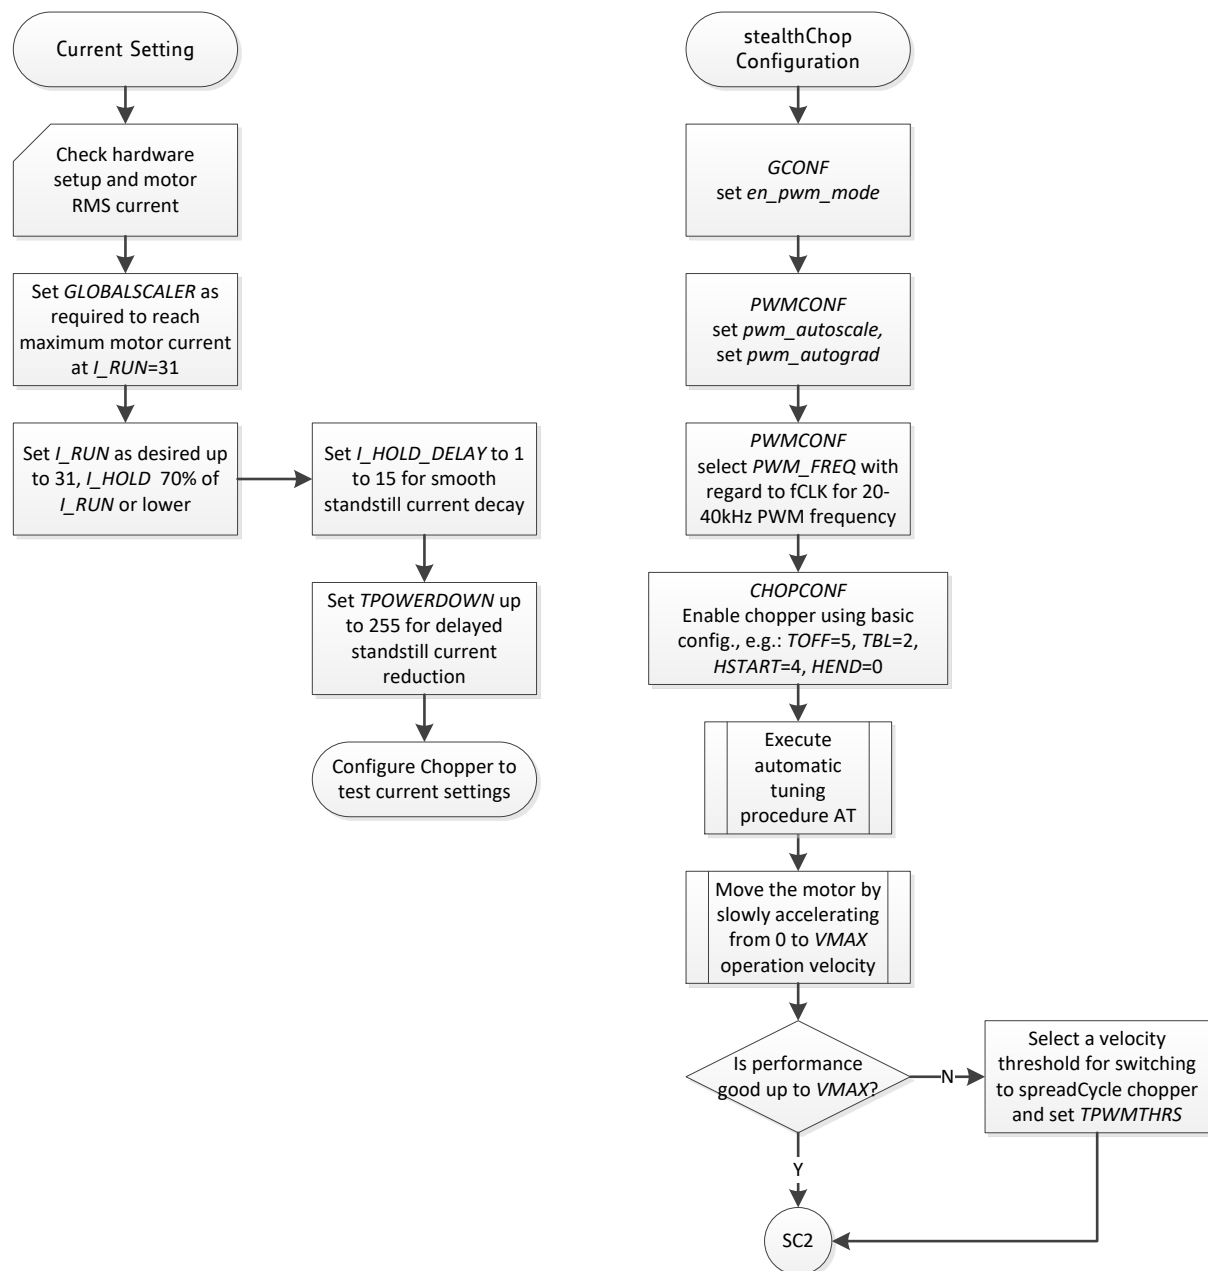 Current Setting
Check hardware
setup and motor
RMS current
Set GLOBALSCALER as
required to reach
maximum motor current
at I_RUN=31
Set I_RUN as desired up
to 31, I_HOLD 70% of
I_RUN or lower
Set I_HOLD_DELAY to 1
to 15 for smooth
standstill current decay
Set TPOWERDOWN up
to 255 for delayed
standstill current
reduction
Configure Chopper to
test current settings
stealthChop
Configuration
GCONF
set en_pwm_mode
PWMCONF
set pwm_autoscale,
set pwm_autograd
PWMCONF
select PWM_FREQ with
regard to fCLK for 20-
40kHz PWM frequency
CHOPCONF
Enable chopper using basic
config., e.g.: TOFF=5, TBL=2,
HSTART=4, HEND=0
Execute
automatic
tuning
procedure AT
Move the motor by
slowly accelerating
from 0 to VMAX
operation velocity
Is performance
good up to VMAX?
N
Select a velocity
threshold for switching
to spreadCycle chopper
and set TPWMTHRS
Y
SC2